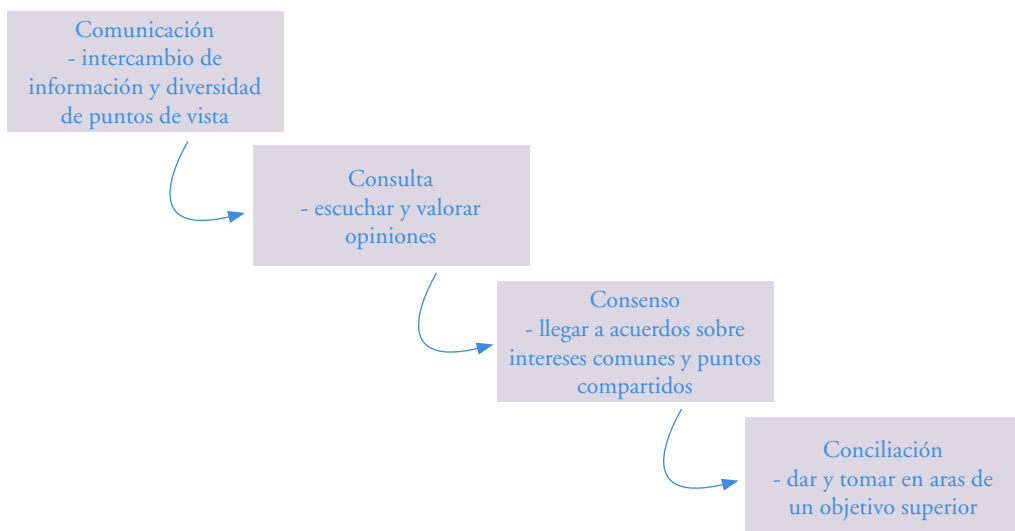 Comunicación
- intercambio de
información y diversidad
de puntos de vista
Consulta
- escuchar y valorar
opiniones
Consenso
- llegar a acuerdos sobre
intereses comunes y puntos
compartidos
Conciliación
- dar y tomar en aras de
un objetivo superior